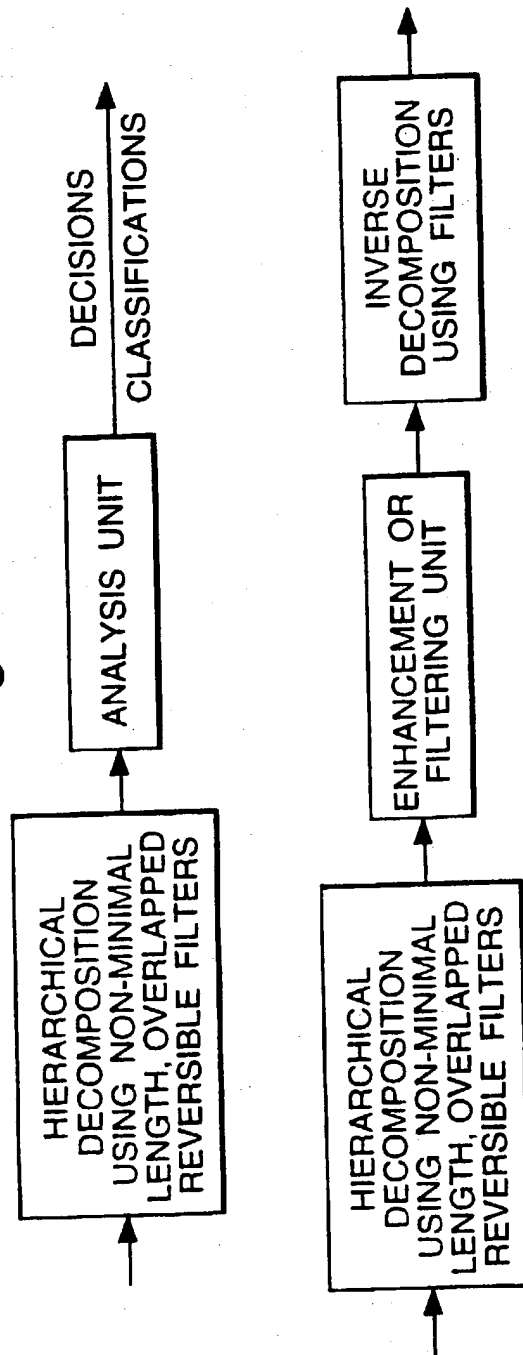 HIERARCHICAL
DECOMPOSITION
USING NON-MINIMAL
LENGTH, OVERLAPPED
REVERSIBLE FILTERS
ANALYSIS UNIT
DECISIONS
CLASSIFICATIONS
HIERARCHICAL
DECOMPOSITION
USING NON-MINIMAL
LENGTH, OVERLAPPED
REVERSIBLE FILTERS
ENHANCEMENT OR
FILTERING UNIT
INVERSE
DECOMPOSITION
USING FILTERS